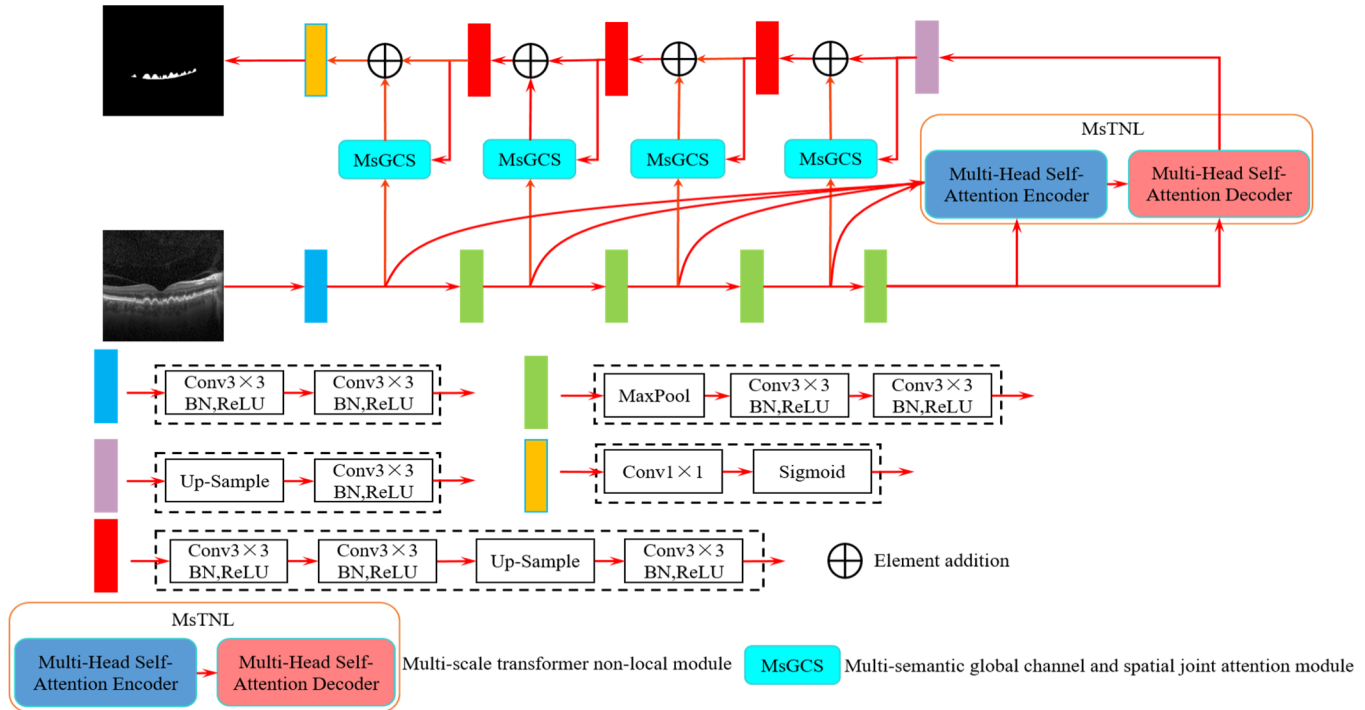 MsTNL
MsGCS
MsGCS
MsGCS
MsGCS
Multi-Head Self-
Attention Encoder
Multi-Head Self-
Attention Decoder
Conv3×3
BN,ReLU
Conv3×3
BN,ReLU
MaxPool
Conv3×3
BN,ReLU
Conv3×3
BN,ReLU
Up-Sample
Conv3×3
BN,ReLU
Conv1×1
Sigmoid
Conv3×3
BN,ReLU
Conv3×3
BN,ReLU
Up-Sample
Conv3×3
BN,ReLU
Element addition
MsTNL
Multi-Head Self-
Attention Encoder
Multi-Head Self-
Attention Decoder
Multi-scale transformer non-local module
MsGCS
Multi-semantic global channel and spatial joint attention module